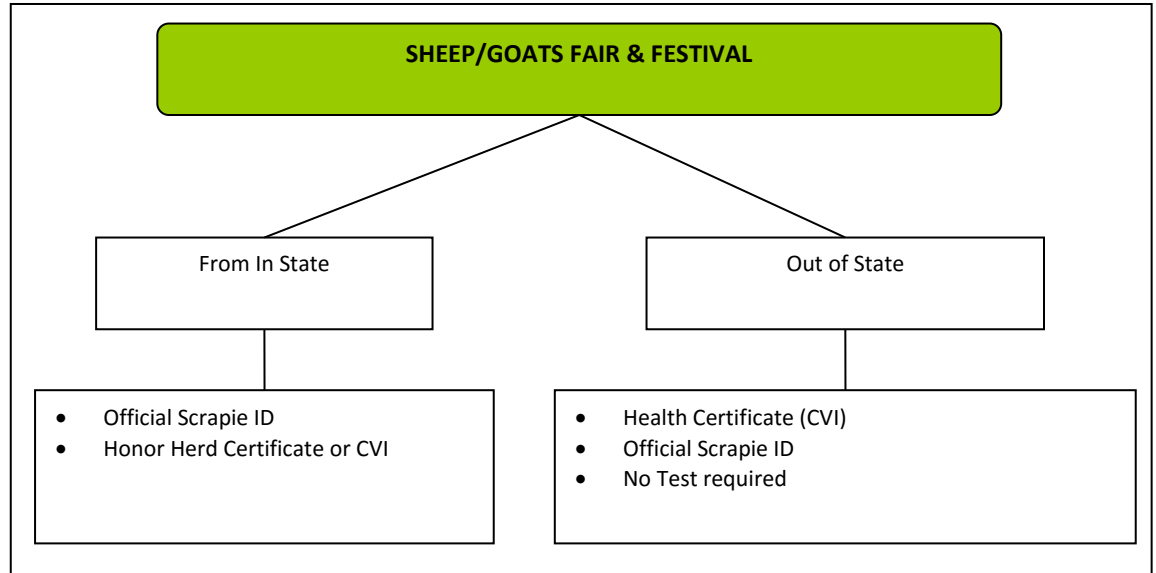 SHEEP/GOATS FAIR & FESTIVAL
From In State
Out of State
• Official Scrapie ID
• Honor Herd Certificate or CVI
• Health Certificate (CVI)
• Official Scrapie ID
• No Test required